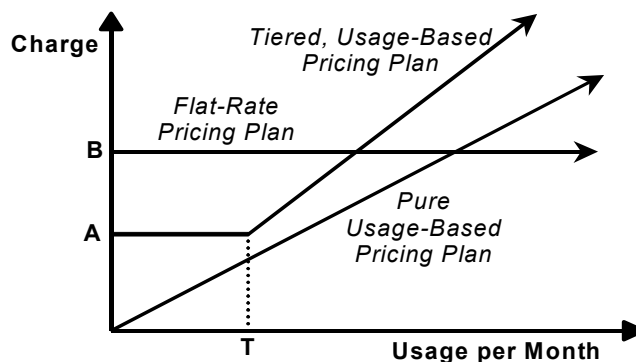 Charge
Tiered, Usage-Based
Pricing Plan
Flat-Rate
Pricing Plan
B
A
Pure
Usage-Based
Pricing Plan
T
Usage per Month